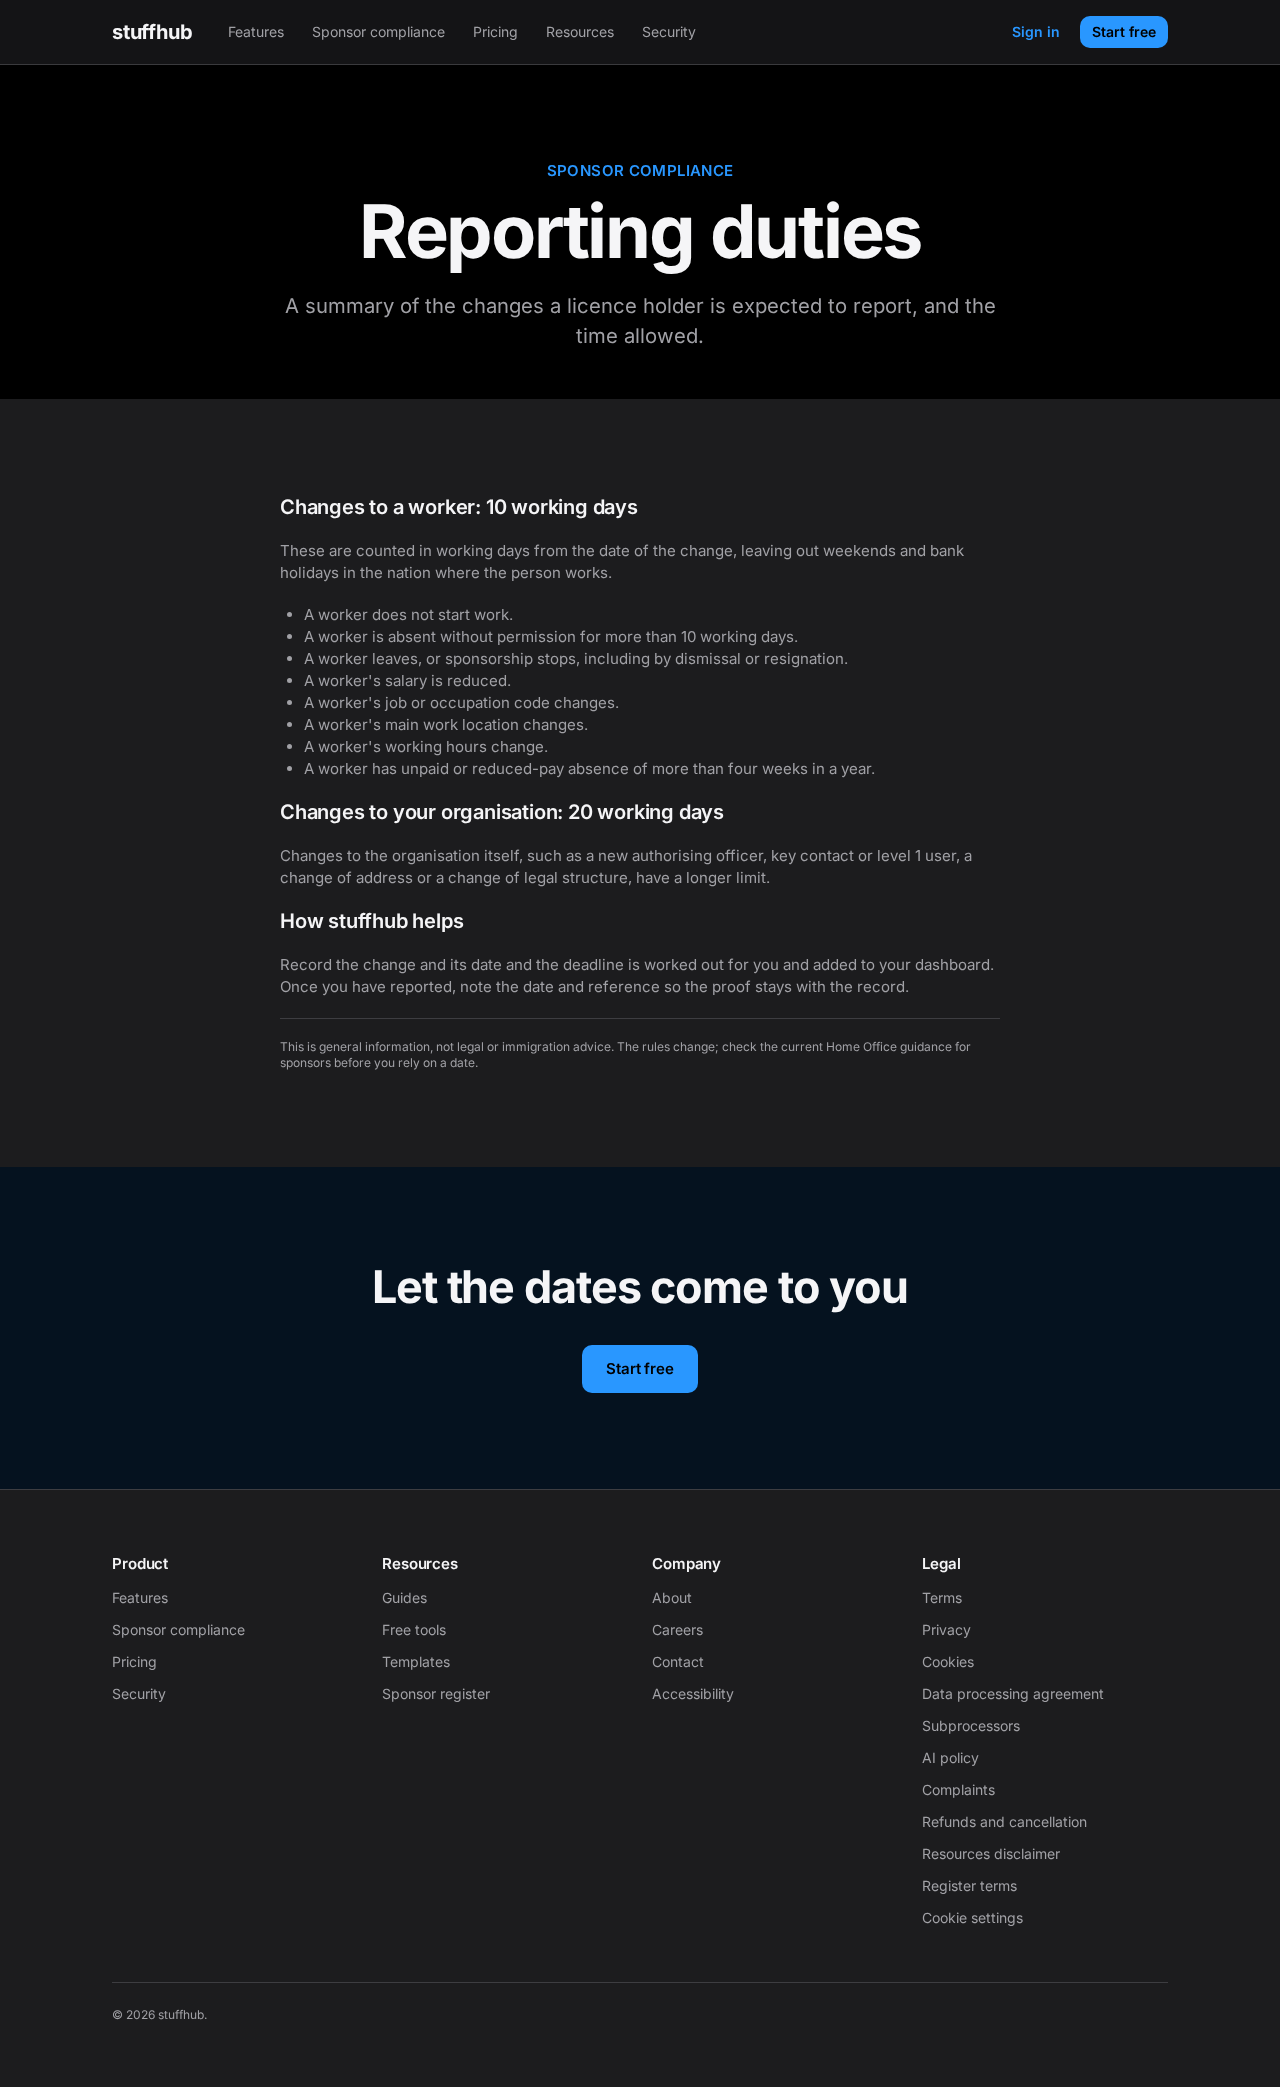 stuffhub
Features
Sponsor compliance
Pricing
Resources
Security
Sign in
Start free
SPONSOR COMPLIANCE
Reporting duties
A summary of the changes a licence holder is expected to report, and the
time allowed.
Changes to a worker: 10 working days
These are counted in working days from the date of the change, leaving out weekends and bank
holidays in the nation where the person works.
• A worker does not start work.
• A worker is absent without permission for more than 10 working days.
• A worker leaves, or sponsorship stops, including by dismissal or resignation.
• A worker's salary is reduced.
• A worker's job or occupation code changes.
• A worker's main work location changes.
• A worker's working hours change.
• A worker has unpaid or reduced-pay absence of more than four weeks in a year.
Changes to your organisation: 20 working days
Changes to the organisation itself, such as a new authorising officer, key contact or level 1 user, a
change of address or a change of legal structure, have a longer limit.
How stuffhub helps
Record the change and its date and the deadline is worked out for you and added to your dashboard.
Once you have reported, note the date and reference so the proof stays with the record.
This is general information, not legal or immigration advice. The rules change; check the current Home Office guidance for
sponsors before you rely on a date.
Let the dates come to you
Start free
Product
Features
Sponsor compliance
Pricing
Security
Resources
Guides
Free tools
Templates
Sponsor register
Company
About
Careers
Contact
Accessibility
Legal
Terms
Privacy
Cookies
Data processing agreement
Subprocessors
AI policy
Complaints
Refunds and cancellation
Resources disclaimer
Register terms
Cookie settings
© 2026 stuffhub.